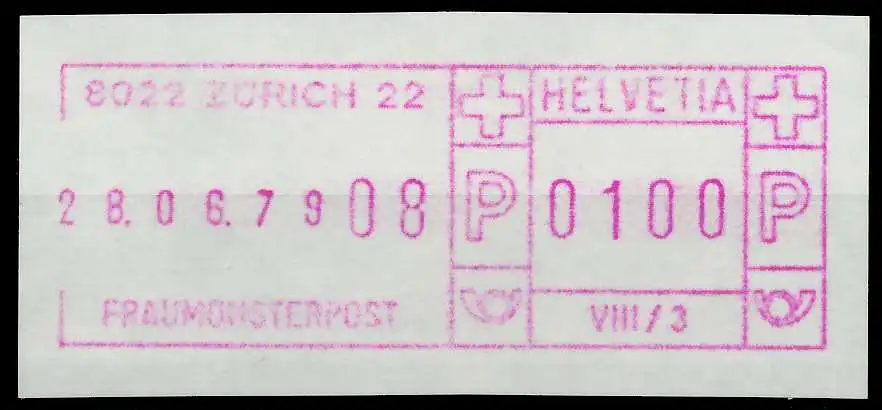 8022 ZÜRICH 22 HELVETIA
28.06.79 08 P 0100 P
FRAUMÜNSTERPOST VIII/3